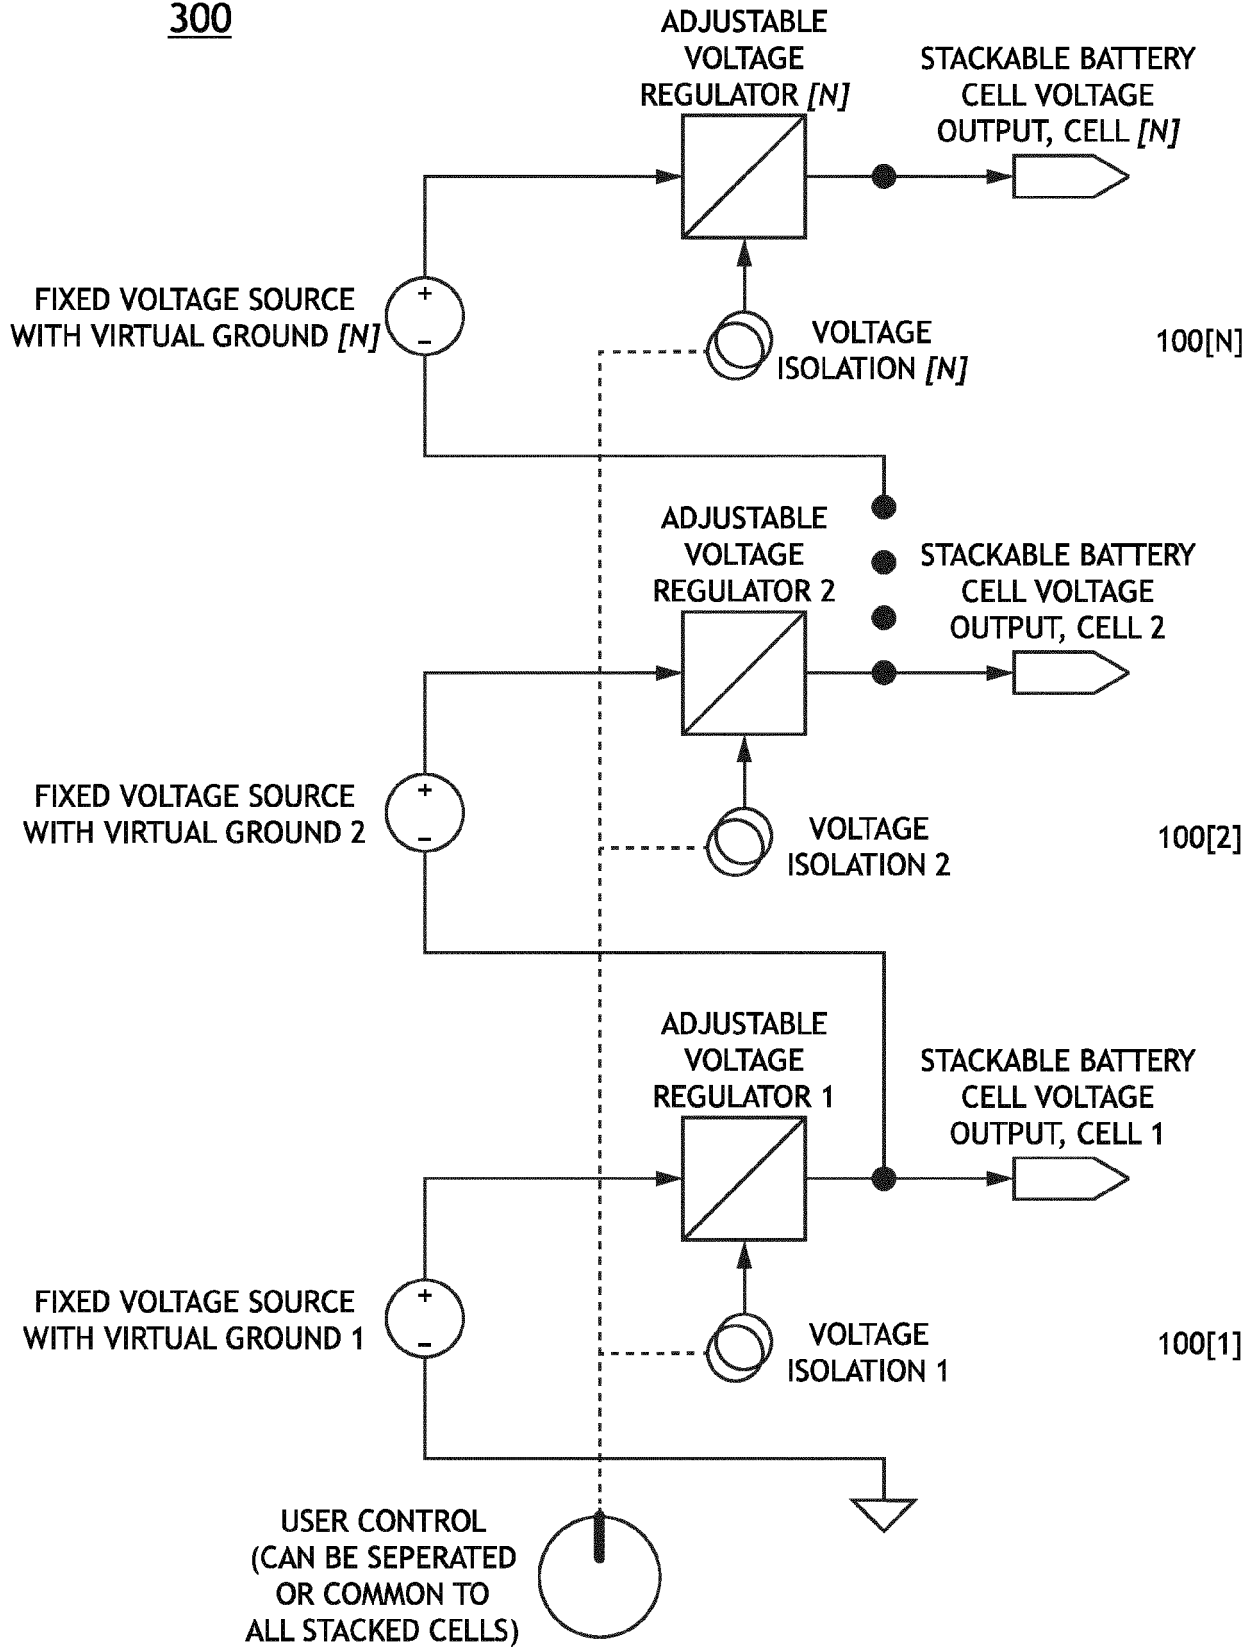 300
ADJUSTABLE
VOLTAGE
REGULATOR [N]
STACKABLE BATTERY
CELL VOLTAGE
OUTPUT, CELL [N]
+
–
FIXED VOLTAGE SOURCE
WITH VIRTUAL GROUND [N]
VOLTAGE
ISOLATION [N]
100[N]
ADJUSTABLE
VOLTAGE
REGULATOR 2
STACKABLE BATTERY
CELL VOLTAGE
OUTPUT, CELL 2
+
–
FIXED VOLTAGE SOURCE
WITH VIRTUAL GROUND 2
VOLTAGE
ISOLATION 2
100[2]
ADJUSTABLE
VOLTAGE
REGULATOR 1
STACKABLE BATTERY
CELL VOLTAGE
OUTPUT, CELL 1
+
–
FIXED VOLTAGE SOURCE
WITH VIRTUAL GROUND 1
VOLTAGE
ISOLATION 1
100[1]
USER CONTROL
(CAN BE SEPERATED
OR COMMON TO
ALL STACKED CELLS)